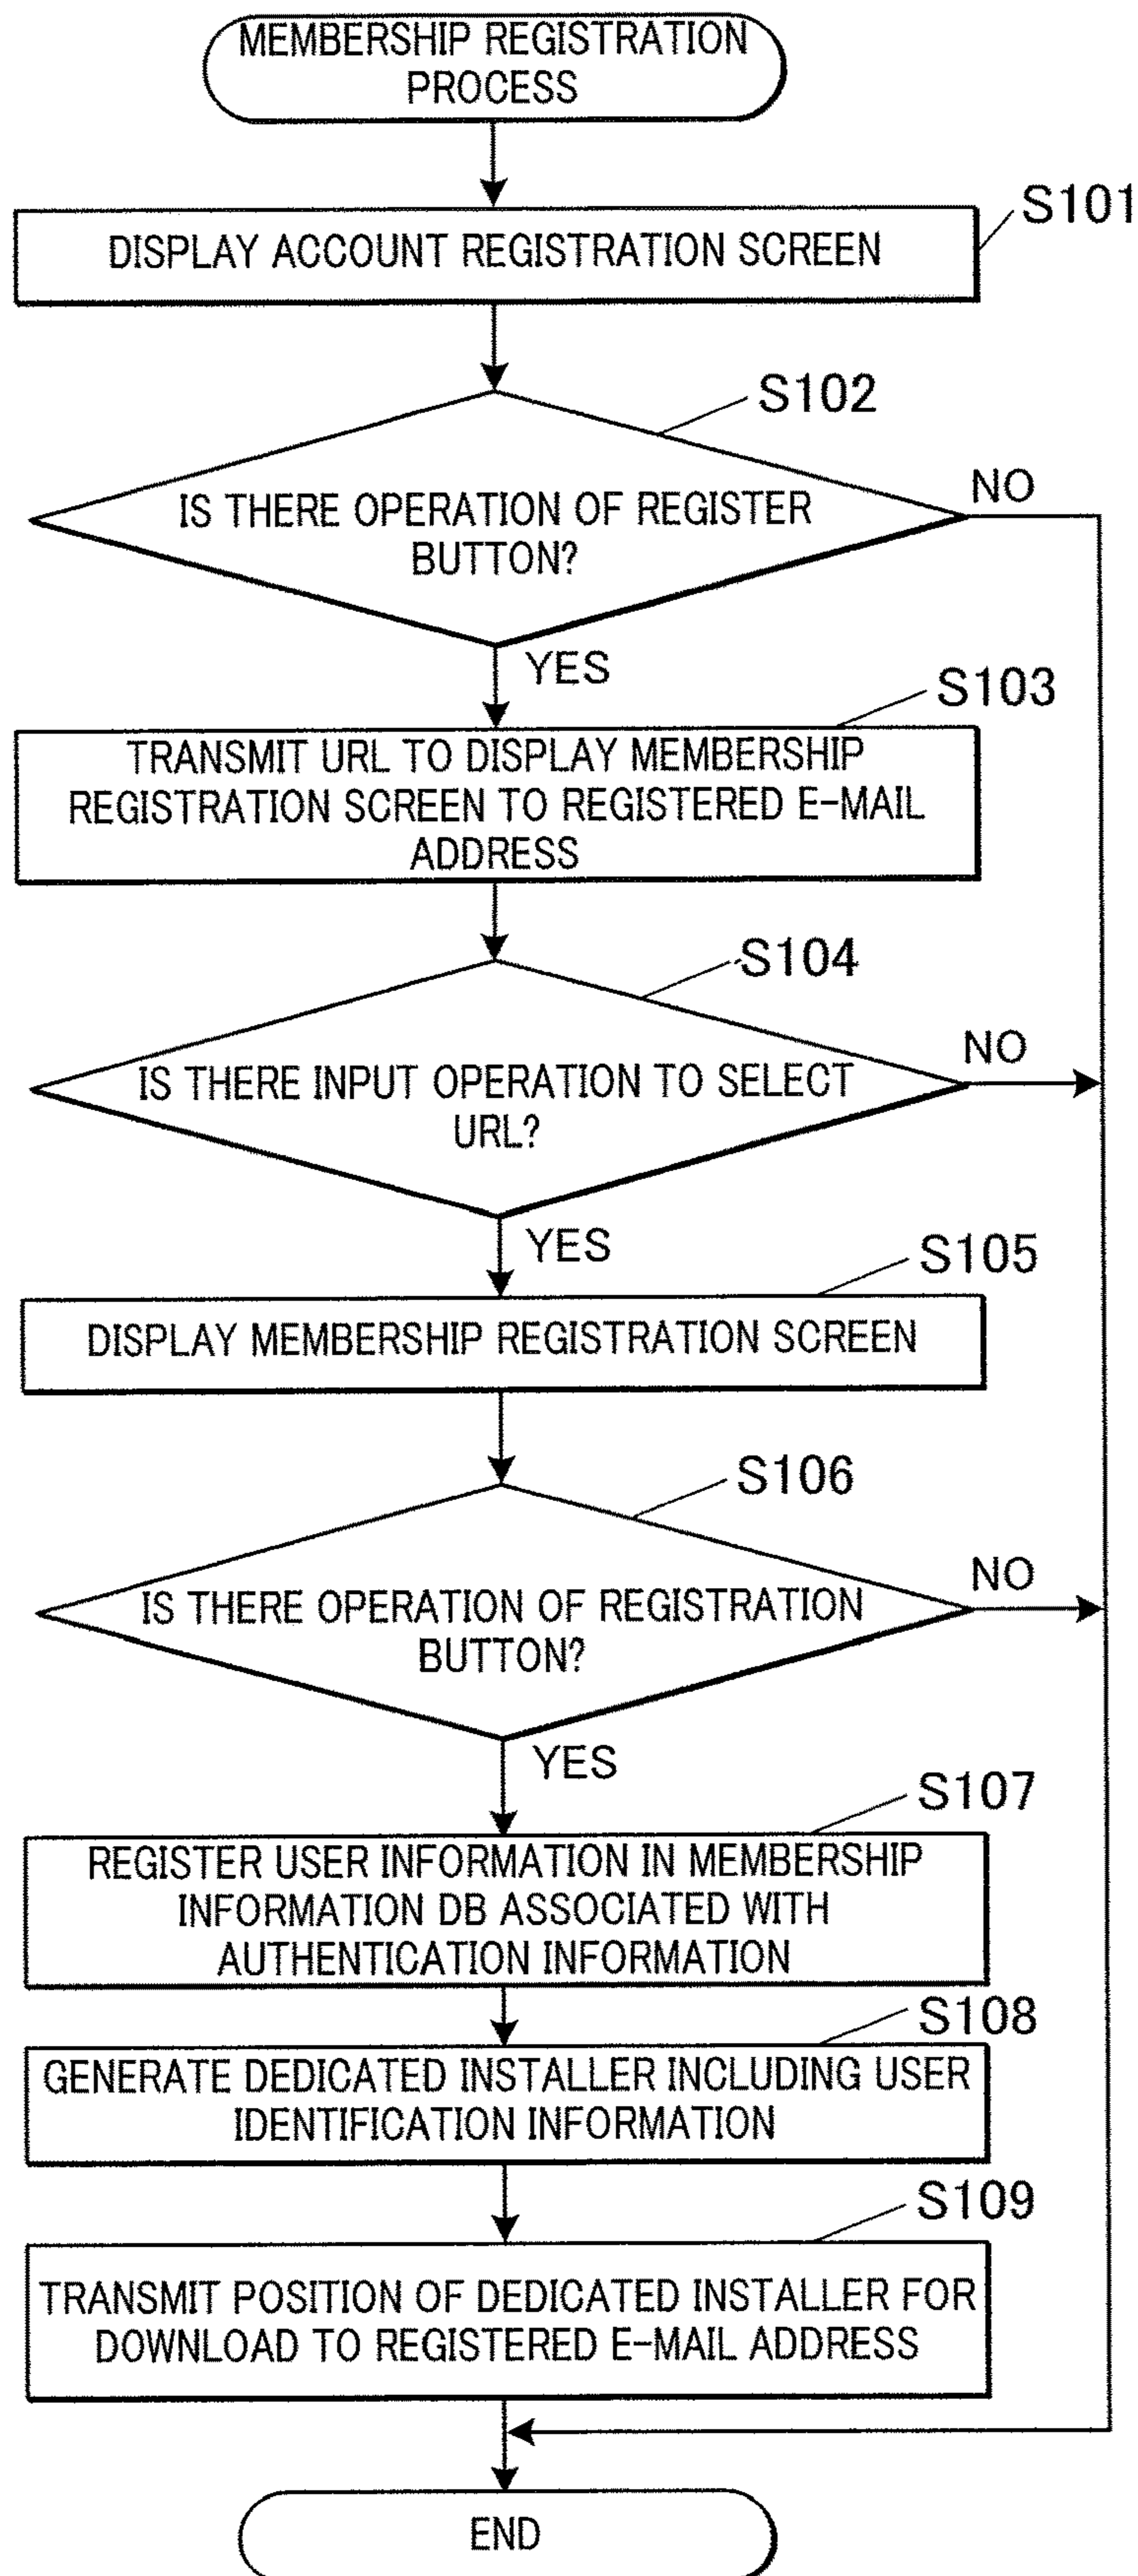 MEMBERSHIP REGISTRATION
PROCESS
S101
DISPLAY ACCOUNT REGISTRATION SCREEN
S102
IS THERE OPERATION OF REGISTER
BUTTON?
NO
YES
S103
TRANSMIT URL TO DISPLAY MEMBERSHIP
REGISTRATION SCREEN TO REGISTERED E-MAIL
ADDRESS
S104
IS THERE INPUT OPERATION TO SELECT
URL?
NO
YES
S105
DISPLAY MEMBERSHIP REGISTRATION SCREEN
S106
IS THERE OPERATION OF REGISTRATION
BUTTON?
NO
YES
S107
REGISTER USER INFORMATION IN MEMBERSHIP
INFORMATION DB ASSOCIATED WITH
AUTHENTICATION INFORMATION
S108
GENERATE DEDICATED INSTALLER INCLUDING USER
IDENTIFICATION INFORMATION
S109
TRANSMIT POSITION OF DEDICATED INSTALLER FOR
DOWNLOAD TO REGISTERED E-MAIL ADDRESS
END